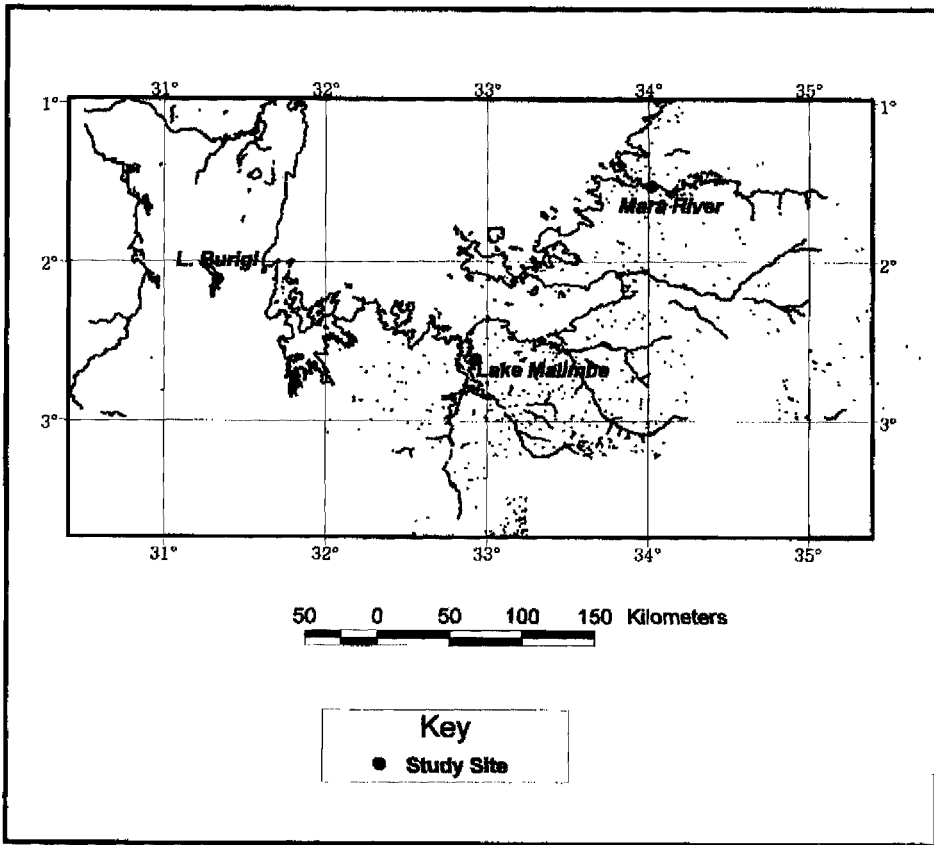 31° 32° 33° 34° 35°
1° 1°
Mara River
L. Burigi
2° 2°
Lake Malimbe
3° 3°
31° 32° 33° 34° 35°
50 0 50 100 150 Kilometers
Key
Study Site